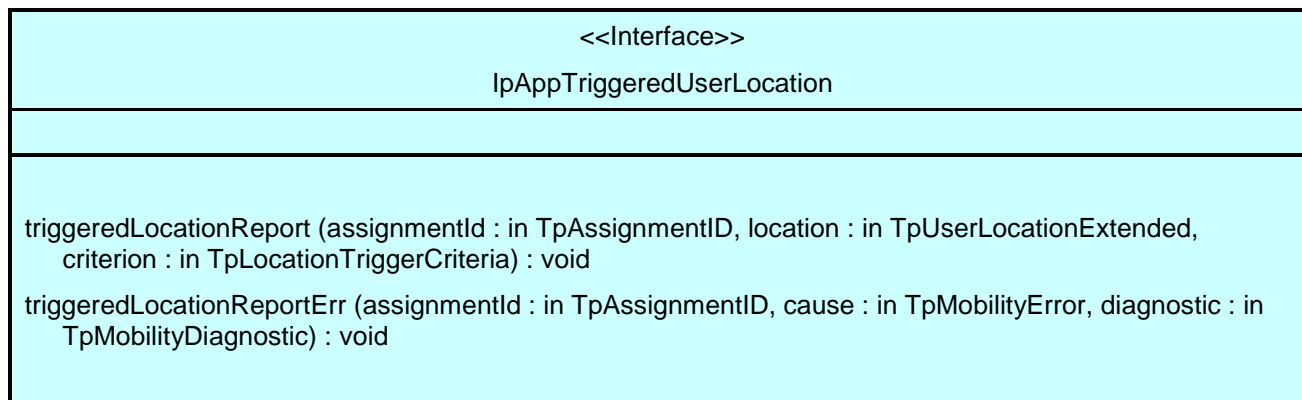 <<Interface>>
IpAppTriggeredUserLocation
triggeredLocationReport (assignmentId : in TpAssignmentID, location : in TpUserLocationExtended,
criterion : in TpLocationTriggerCriteria) : void
triggeredLocationReportErr (assignmentId : in TpAssignmentID, cause : in TpMobilityError, diagnostic : in
TpMobilityDiagnostic) : void